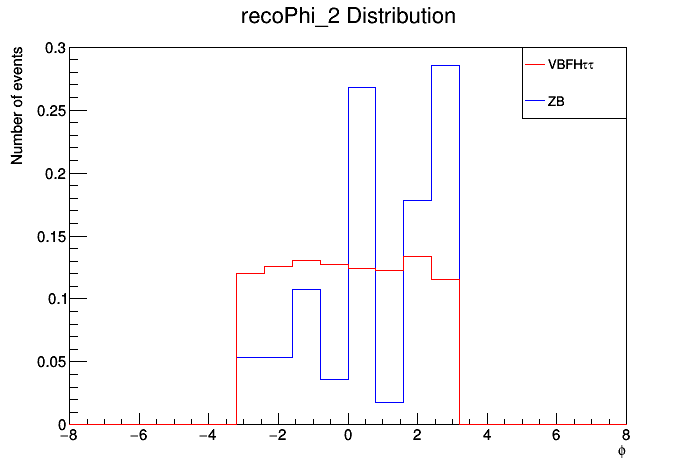 recoPhi_2 Distribution
Number of events
0.3
0.25
0.2
0.15
0.1
0.05
0
−8 −6 −4 −2 0 2 4 6 8
ϕ
VBFHττ
ZB